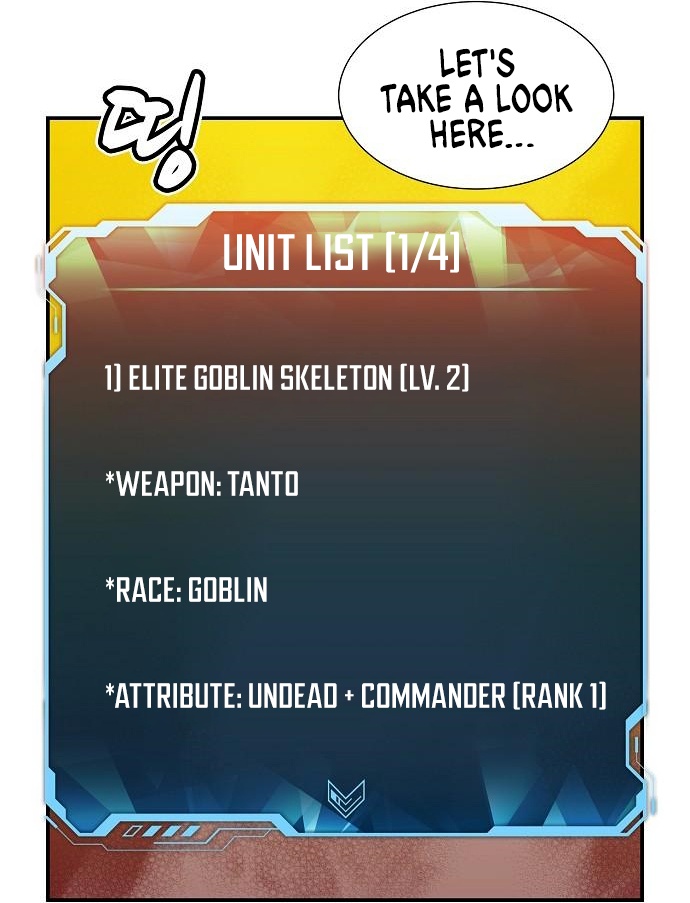 LET'S
TAKE A LOOK
HERE...
UNIT LIST [1/4]
1] ELITE GOBLIN SKELETON [LV. 2]
*WEAPON: TANTO
*RACE: GOBLIN
*ATTRIBUTE: UNDEAD + COMMANDER [RANK 1]